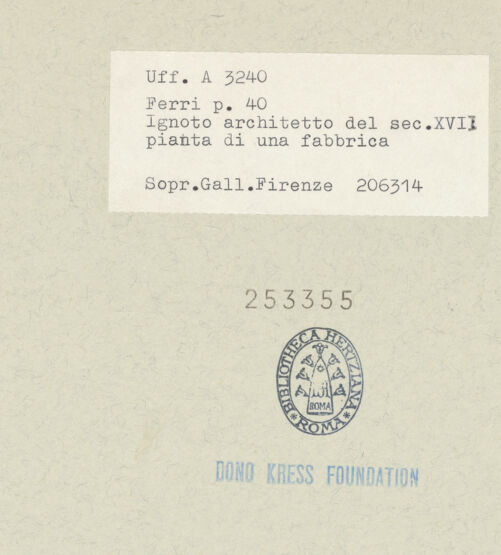 Uff. A 3240
Ferri p. 40
Ignoto architetto del sec.XVII
pianta di una fabbrica
Sopr.Gall.Firenze 206314
253355
BIBLIOTHECA HERTZIANA
ROMA
* ROMA *
DONO KRESS FOUNDATION